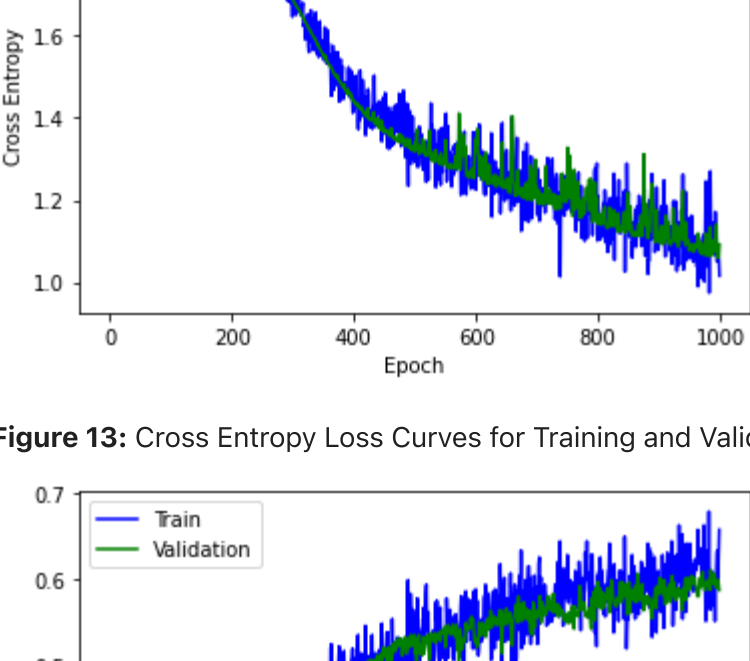 1.6
1.4
1.2
1.0
Cross Entropy
0 200 400 600 800 1000
Epoch
Figure 13: Cross Entropy Loss Curves for Training and
0.7
Train
Validation
0.6